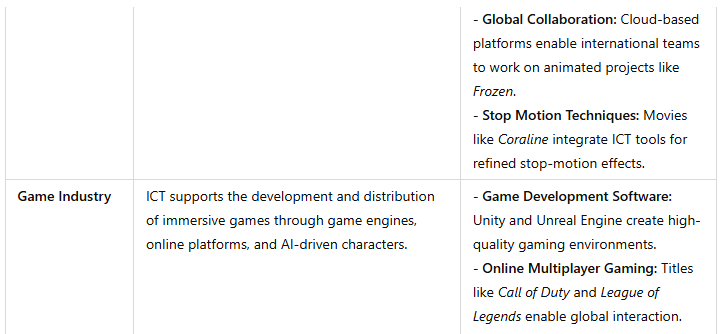 - Global Collaboration: Cloud-based
platforms enable international teams
to work on animated projects like
Frozen.
- Stop Motion Techniques: Movies
like Coraline integrate ICT tools for
refined stop-motion effects.
Game Industry
ICT supports the development and distribution
of immersive games through game engines,
online platforms, and AI-driven characters.
- Game Development Software:
Unity and Unreal Engine create high-
quality gaming environments.
- Online Multiplayer Gaming: Titles
like Call of Duty and League of
Legends enable global interaction.